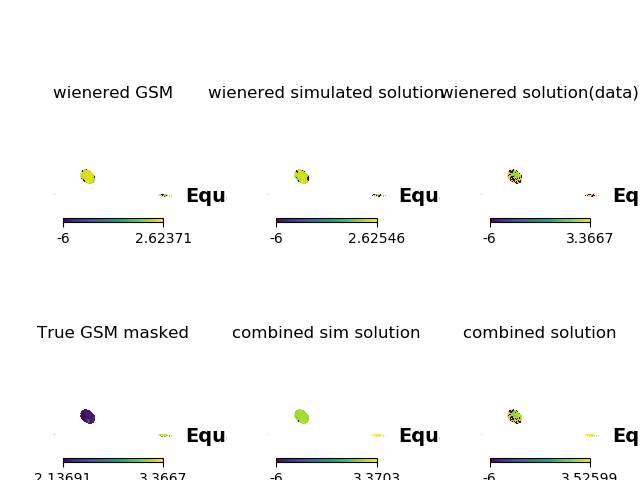 wienered GSM
wienered simulated solution
wienered solution(data)
Equ
Equ
Eq
-6 2.62371
-6 2.62546
-6 3.3667
True GSM masked
combined sim solution
combined solution
Equ
Equ
Eq
2.13691 3.3667
-6 3.3703
-6 3.52599